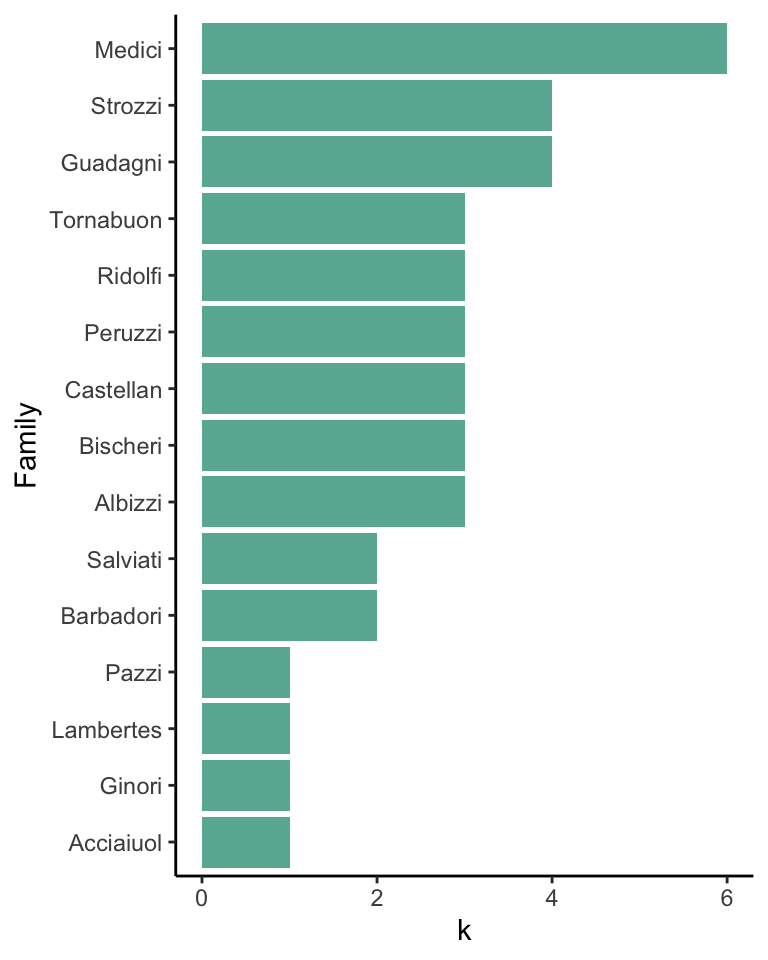 Medici
Strozzi
Guadagni
Tornabuon
Ridolfi
Peruzzi
Castellan
Bischeri
Albizzi
Salviati
Barbadori
Pazzi
Lambertes
Ginori
Acciaiuol
Family
0 2 4 6
k